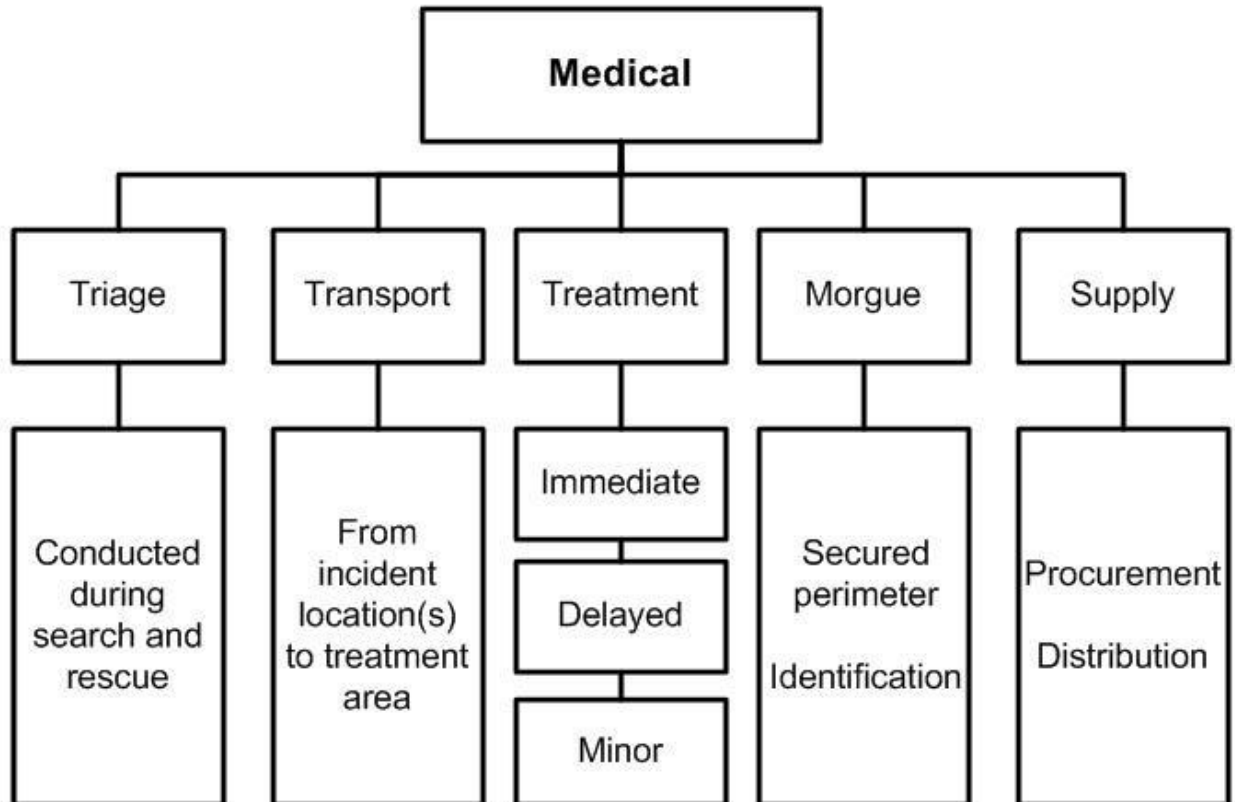 Medical
Triage
Transport
Treatment
Morgue
Supply
Conducted
during
search and
rescue
From
incident
location(s)
to treatment
area
Immediate
Delayed
Minor
Secured
perimeter
Identification
Procurement
Distribution